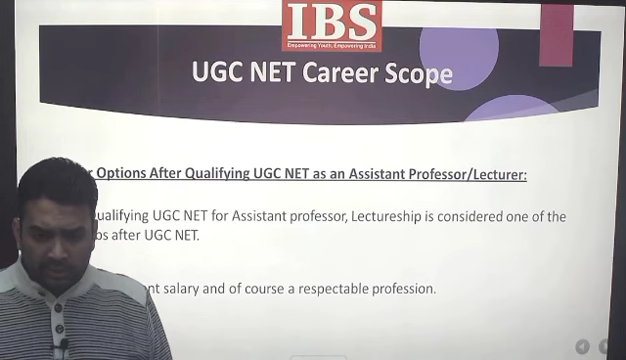 IBS
Empowering Youth, Empowering India
UGC NET Career Scope
Options After Qualifying UGC NET as an Assistant Professor/Lecturer:
ualifying UGC NET for Assistant professor, Lectureship is considered one of the
bs after UGC NET.
nt salary and of course a respectable profession.